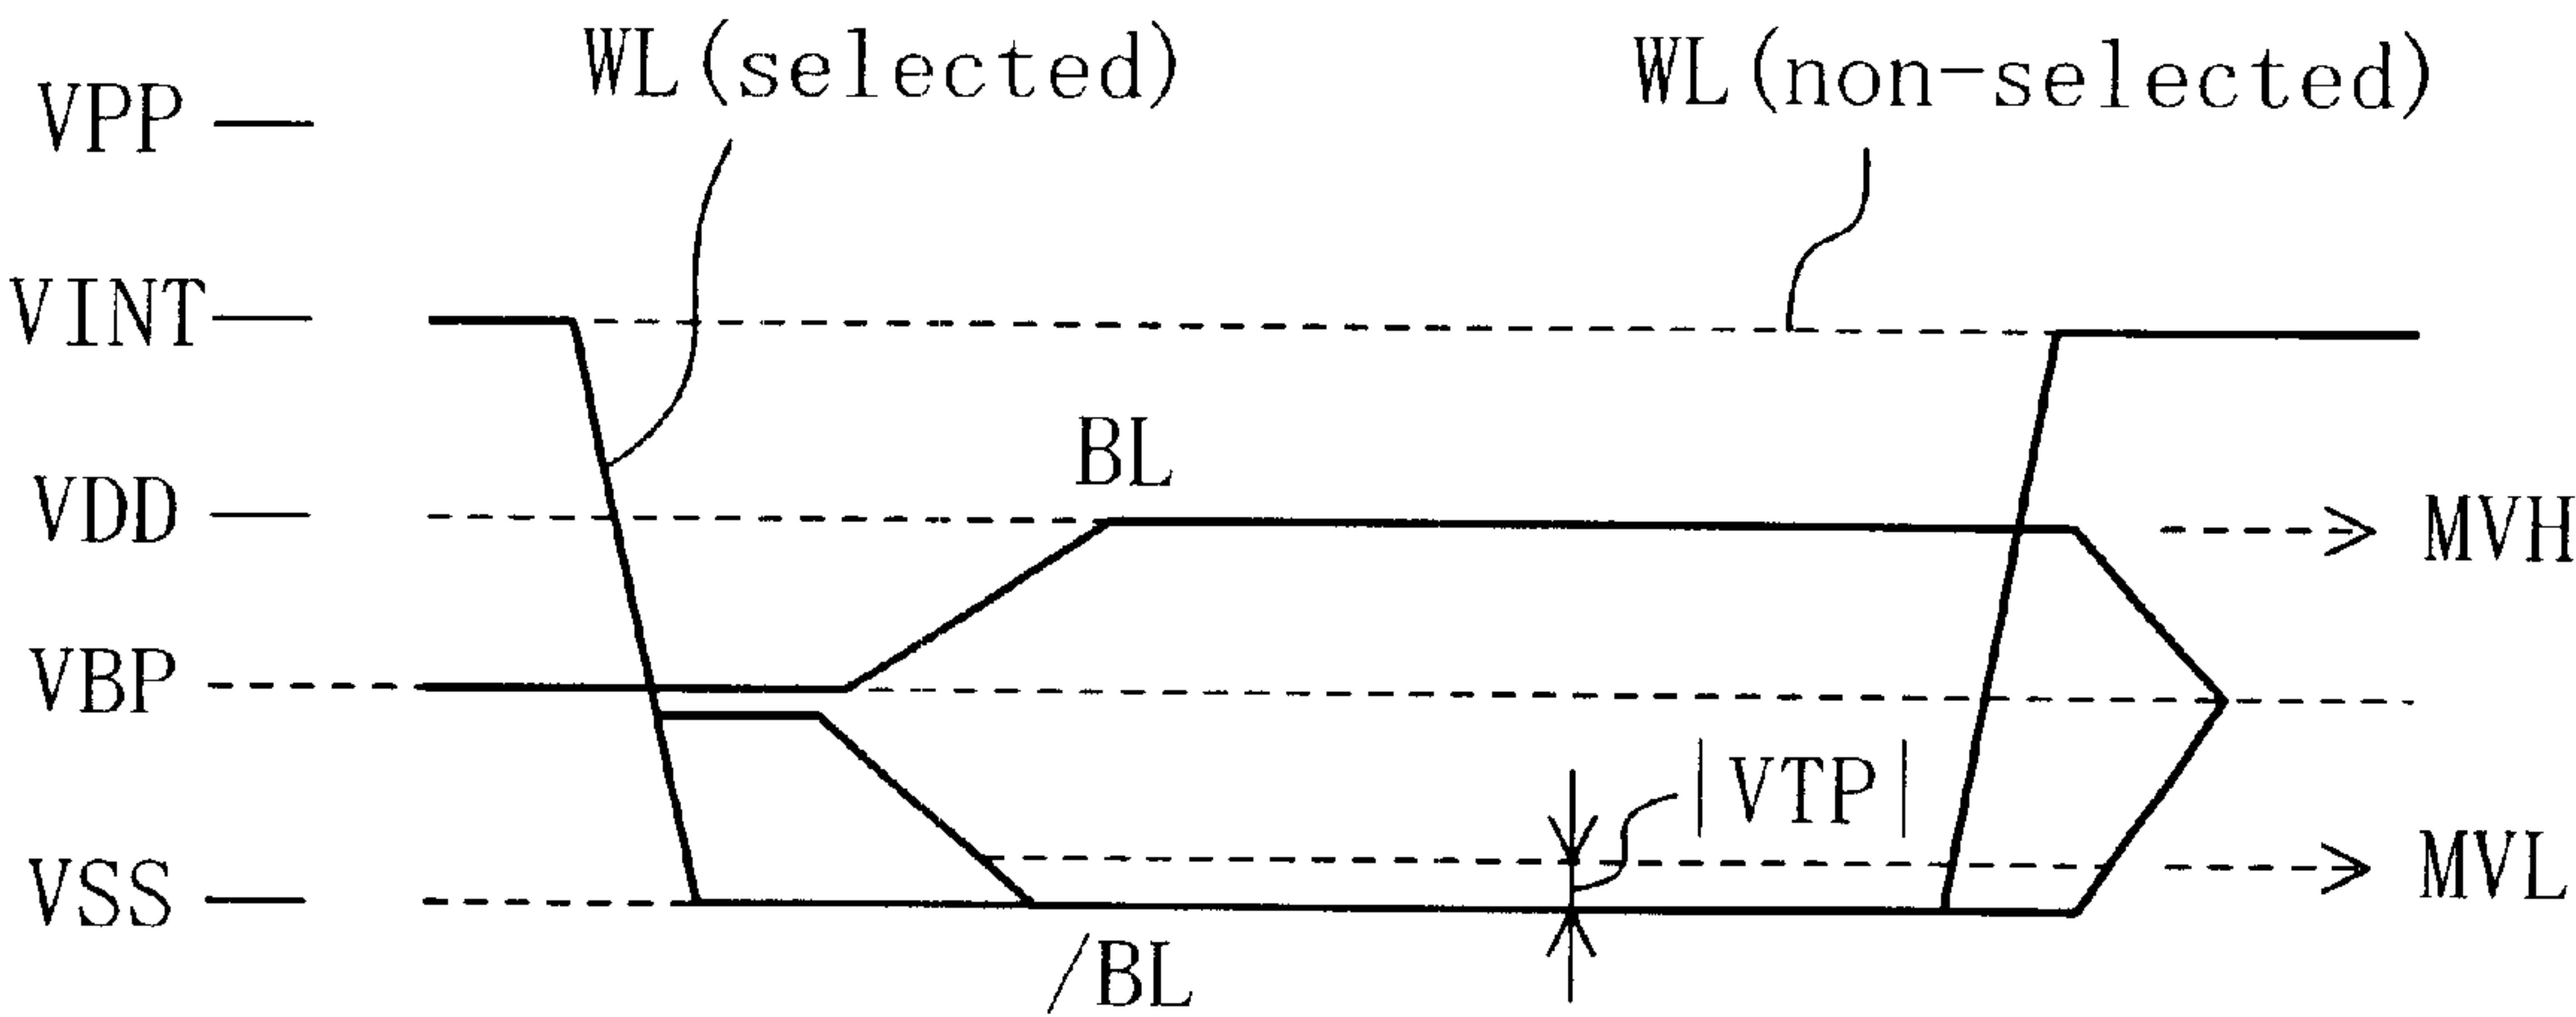 WL(selected)
WL(non-selected)
VPP
VINT
BL
VDD
MVH
VBP
|VTP|
VSS
MVL
/BL